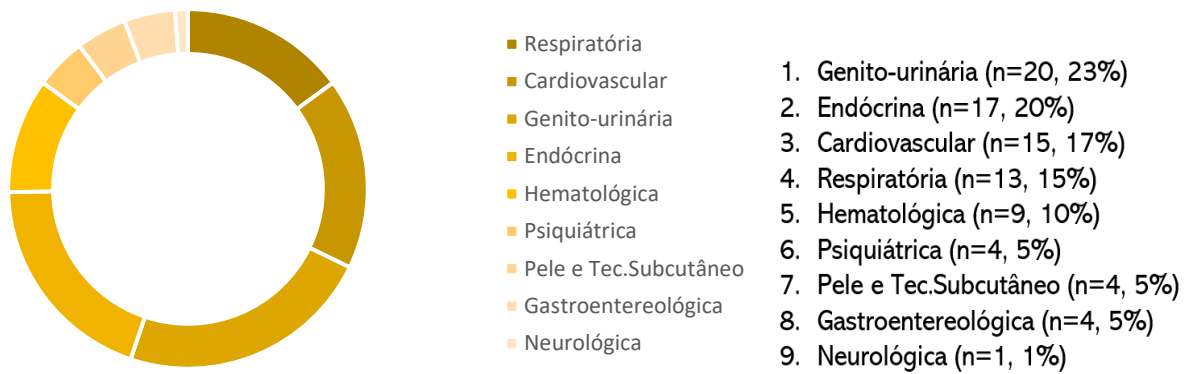 Respiratória
Cardiovascular
Genito-urinária
Endócrina
Hematológica
Psiquiátrica
Pele e Tec.Subcutâneo
Gastroentereológica
Neurológica
1. Genito-urinária (n=20, 23%)
2. Endócrina (n=17, 20%)
3. Cardiovascular (n=15, 17%)
4. Respiratória (n=13, 15%)
5. Hematológica (n=9, 10%)
6. Psiquiátrica (n=4, 5%)
7. Pele e Tec.Subcutâneo (n=4, 5%)
8. Gastroentereológica (n=4, 5%)
9. Neurológica (n=1, 1%)